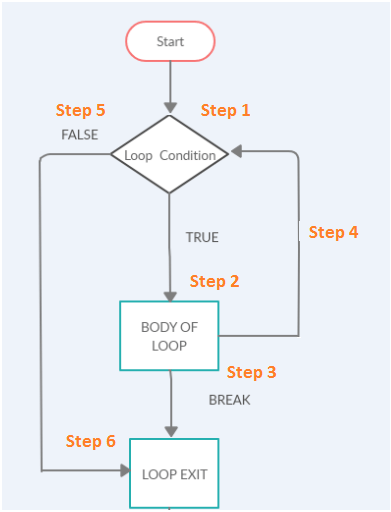 Start
Step 5
Step 1
FALSE
Loop Condition
TRUE
Step 4
Step 2
BODY OF
LOOP
Step 3
BREAK
Step 6
LOOP EXIT